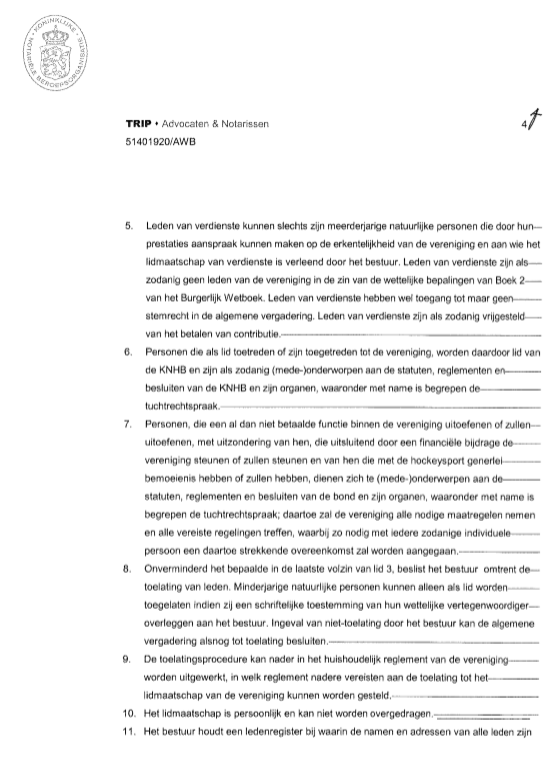 KONINKLIJKE
NOTARIËLE BEROEPSORGANISATIE
TRIP • Advocaten & Notarissen
4
51401920/AWB
5. Leden van verdienste kunnen slechts zijn meerderjarige natuurlijke personen die door hun
prestaties aanspraak kunnen maken op de erkentelijkheid van de vereniging en aan wie het
lidmaatschap van verdienste is verleend door het bestuur. Leden van verdienste zijn als
zodanig geen leden van de vereniging in de zin van de wettelijke bepalingen van Boek 2
van het Burgerlijk Wetboek. Leden van verdienste hebben wel toegang tot maar geen
stemrecht in de algemene vergadering. Leden van verdienste zijn als zodanig vrijgesteld
van het betalen van contributie.
6. Personen die als lid toetreden of zijn toegetreden tot de vereniging, worden daardoor lid van
de KNHB en zijn als zodanig (mede-)onderworpen aan de statuten, reglementen en
besluiten van de KNHB en zijn organen, waaronder met name is begrepen de
tuchtrechtspraak.
7. Personen, die een al dan niet betaalde functie binnen de vereniging uitoefenen of zullen
uitoefenen, met uitzondering van hen, die uitsluitend door een financiële bijdrage de
vereniging steunen of zullen steunen en van hen die met de hockeysport generlei
bemoeienis hebben of zullen hebben, dienen zich te (mede-)onderwerpen aan de
statuten, reglementen en besluiten van de bond en zijn organen, waaronder met name is
begrepen de tuchtrechtspraak; daartoe zal de vereniging alle nodige maatregelen nemen
en alle vereiste regelingen treffen, waarbij zo nodig met iedere zodanige individuele
persoon een daartoe strekkende overeenkomst zal worden aangegaan.
8. Onverminderd het bepaalde in de laatste volzin van lid 3, beslist het bestuur omtrent de
toelating van leden. Minderjarige natuurlijke personen kunnen alleen als lid worden
toegelaten indien zij een schriftelijke toestemming van hun wettelijke vertegenwoordiger
overleggen aan het bestuur. Ingeval van niet-toelating door het bestuur kan de algemene
vergadering alsnog tot toelating besluiten.
9. De toelatingsprocedure kan nader in het huishoudelijk reglement van de vereniging
worden uitgewerkt, in welk reglement nadere vereisten aan de toelating tot het
lidmaatschap van de vereniging kunnen worden gesteld.
10. Het lidmaatschap is persoonlijk en kan niet worden overgedragen.
11. Het bestuur houdt een ledenregister bij waarin de namen en adressen van alle leden zijn